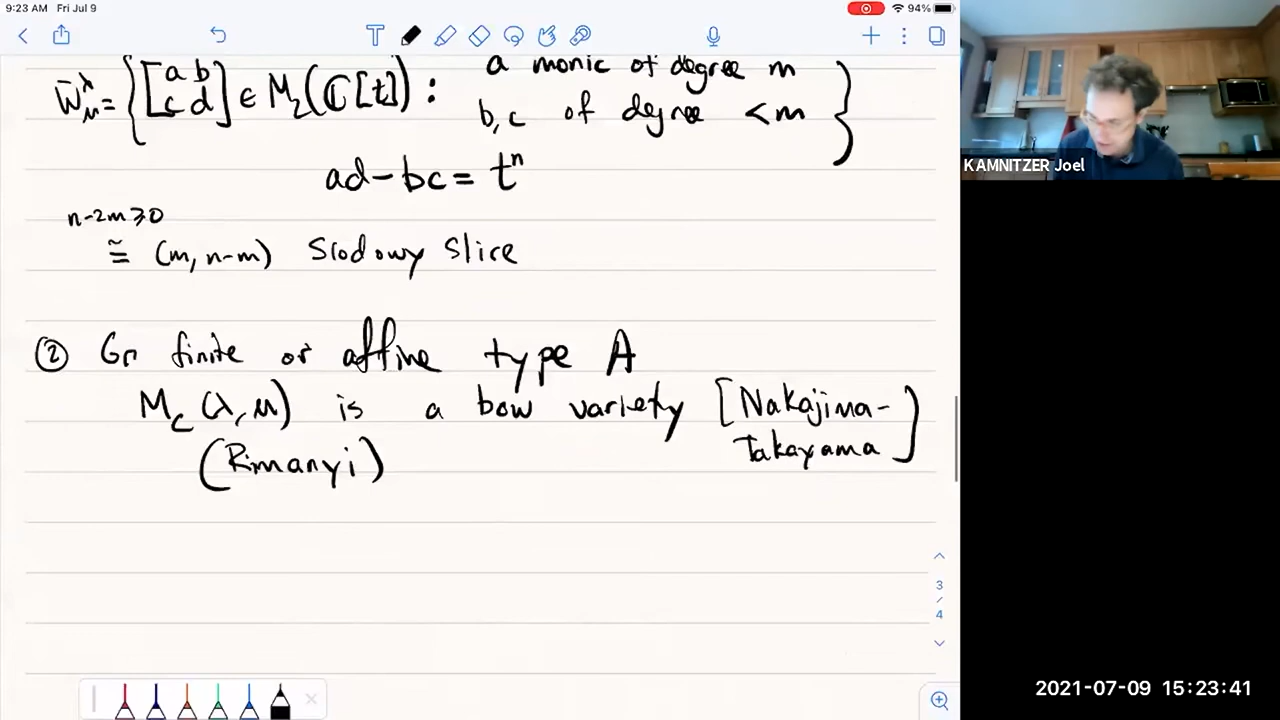 9:23 AM Fri Jul 9
94%
W̄^λ_μ = { [a b c d] ∈ M₂(ℂ[t]) : a monic of degree m
b, c of degree < m }
ad - bc = tⁿ
n-2m ⩾ 0
≅ (m, n-m) Slodowy Slice
② G finite or affine type A
M_C(λ, μ) is a bow variety [Nakajima-
Takayama]
(Rimanyi)
KAMNITZER Joel
3
/
4
2021-07-09 15:23:41